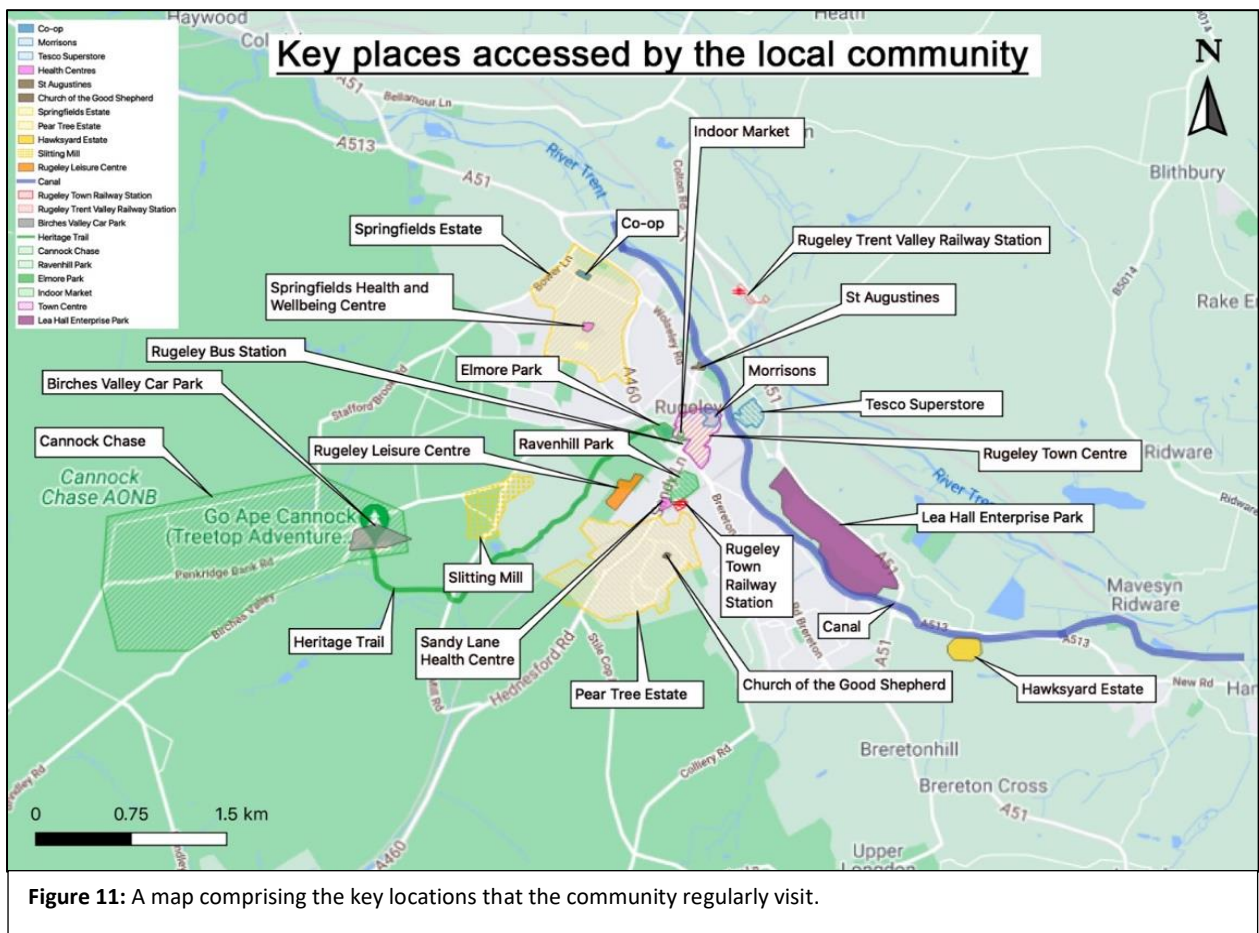 Key places accessed by the local community
N
Co-op
Morrisons
Tesco Superstore
Health Centres
St Augustines
Church of the Good Shepherd
Springfields Estate
Pear Tree Estate
Hawksyard Estate
Slitting Mill
Rugeley Leisure Centre
Canal
Rugeley Town Railway Station
Rugeley Trent Valley Railway Station
Birches Valley Car Park
Heritage Trail
Cannock Chase
Ravenhill Park
Elmore Park
Indoor Market
Town Centre
Lea Hall Enterprise Park
Haywood
Heath
Bellamour Ln
A513
A51
River Trent
Colton Rd
Indoor Market
B5014
Blithbury
Springfields Estate
Co-op
Rugeley Trent Valley Railway Station
Bower Ln
Springfields Health and
Wellbeing Centre
St Augustines
Wolseley Rd
Rugeley Bus Station
Elmore Park
A460
Morrisons
A51
Birches Valley Car Park
Rugeley
Tesco Superstore
Cannock Chase
Rugeley Leisure Centre
Ravenhill Park
Rugeley Town Centre
Ridware
Cannock
Chase AONB
Go Ape Cannock
(Treetop Adventure...
Sandy Ln
Lea Hall Enterprise Park
Penkridge Bank Rd
Slitting Mill
Rugeley
Town
Railway
Station
A51
Mavesyn
Ridware
Birches Valley
Heritage Trail
Sandy Lane
Health Centre
Canal
A513
A513
A51
Hednesford Rd
Pear Tree Estate
Church of the Good Shepherd
Hawksyard Estate
New Rd
Colliery Rd
Breretonhill
Brereton Cross
A51
0 0.75 1.5 km
A460
Upper
Figure 11: A map comprising the key locations that the community regularly visit.